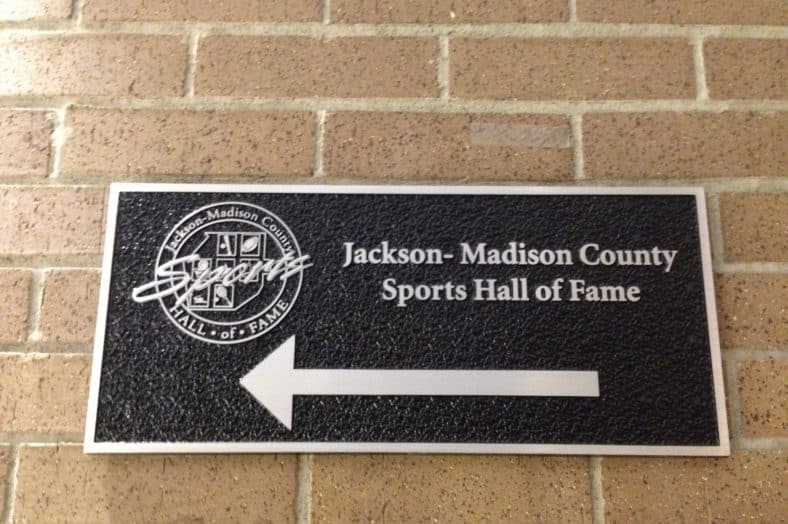 Jackson-Madison County
Sports
HALL • of • FAME
Jackson- Madison County
Sports Hall of Fame